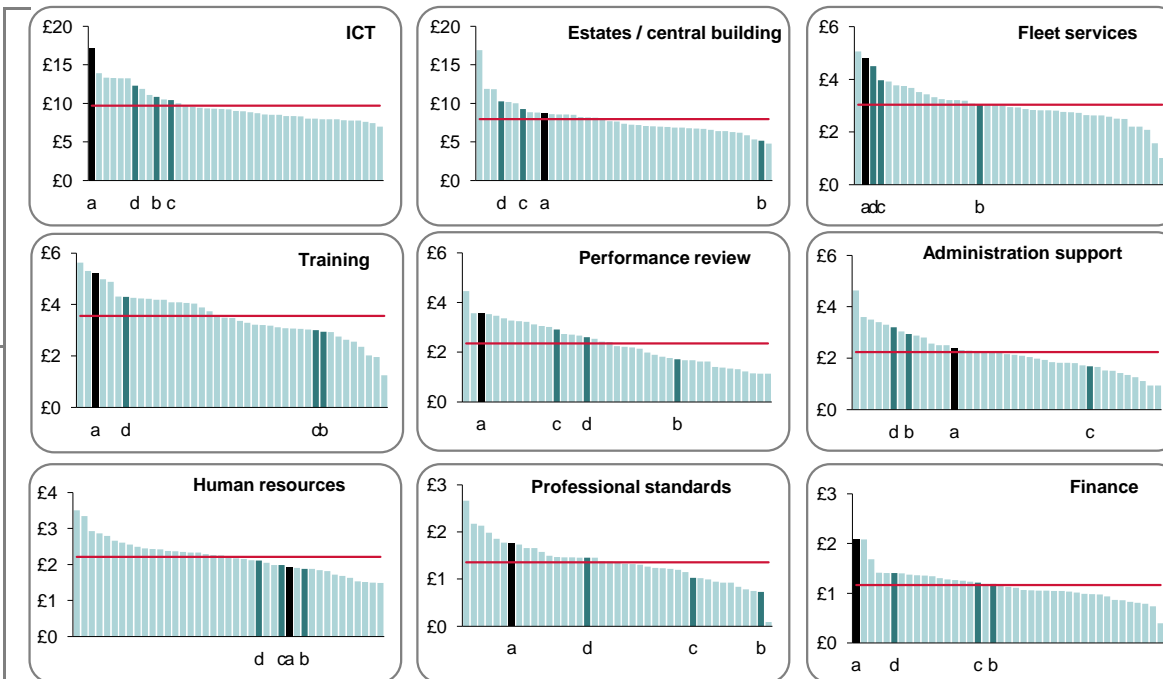 ICT
£20
£15
£10
£5
£0
a d b c
Estates / central building
£20
£15
£10
£5
£0
d c a b
Fleet services
£6
£4
£2
£0
adc b
Training
£6
£4
£2
£0
a d cb
Performance review
£6
£4
£2
£0
a c d b
Administration support
£6
£4
£2
£0
d b a c
Human resources
£4
£3
£2
£1
£0
d ca b
Professional standards
£3
£2
£1
£0
a d c b
Finance
£3
£2
£1
£0
a d c b